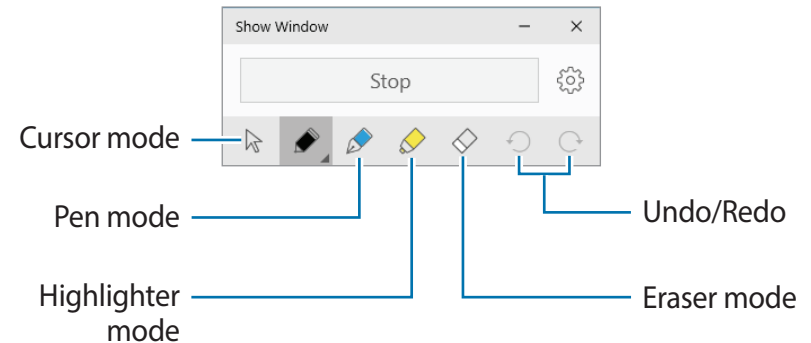 Show Window
Stop
Cursor mode
Pen mode
Undo/Redo
Highlighter
mode
Eraser mode